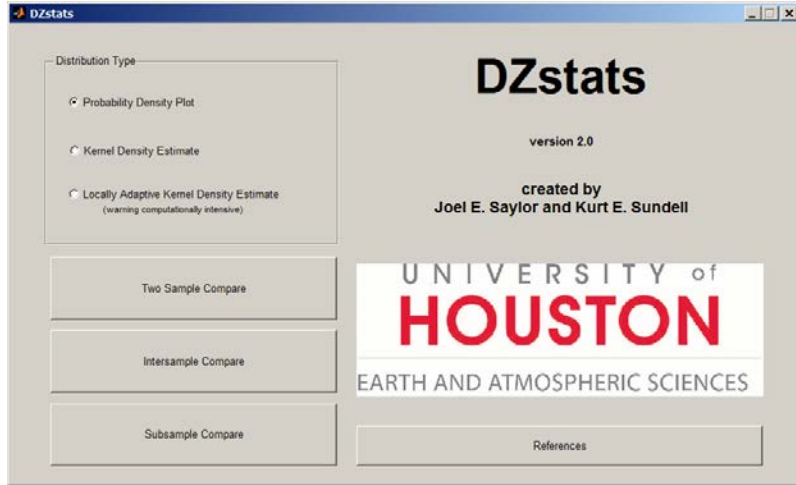 DZstats
Distribution Type
Probability Density Plot
Kernel Density Estimate
Locally Adaptive Kernel Density Estimate
(warning computationally intensive)
Two Sample Compare
Intersample Compare
Subsample Compare
DZstats
version 2.0
created by
Joel E. Saylor and Kurt E. Sundell
UNIVERSITY of
HOUSTON
EARTH AND ATMOSPHERIC SCIENCES
References